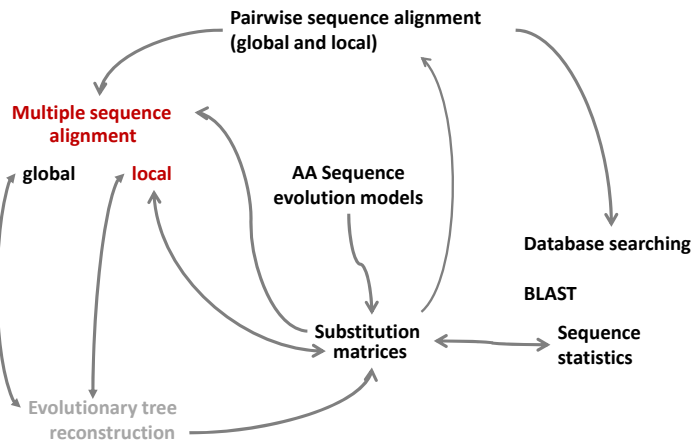 Pairwise sequence alignment
(global and local)
Multiple sequence
alignment
global
local
AA Sequence
evolution models
Database searching
BLAST
Substitution
matrices
Sequence
statistics
Evolutionary tree
reconstruction